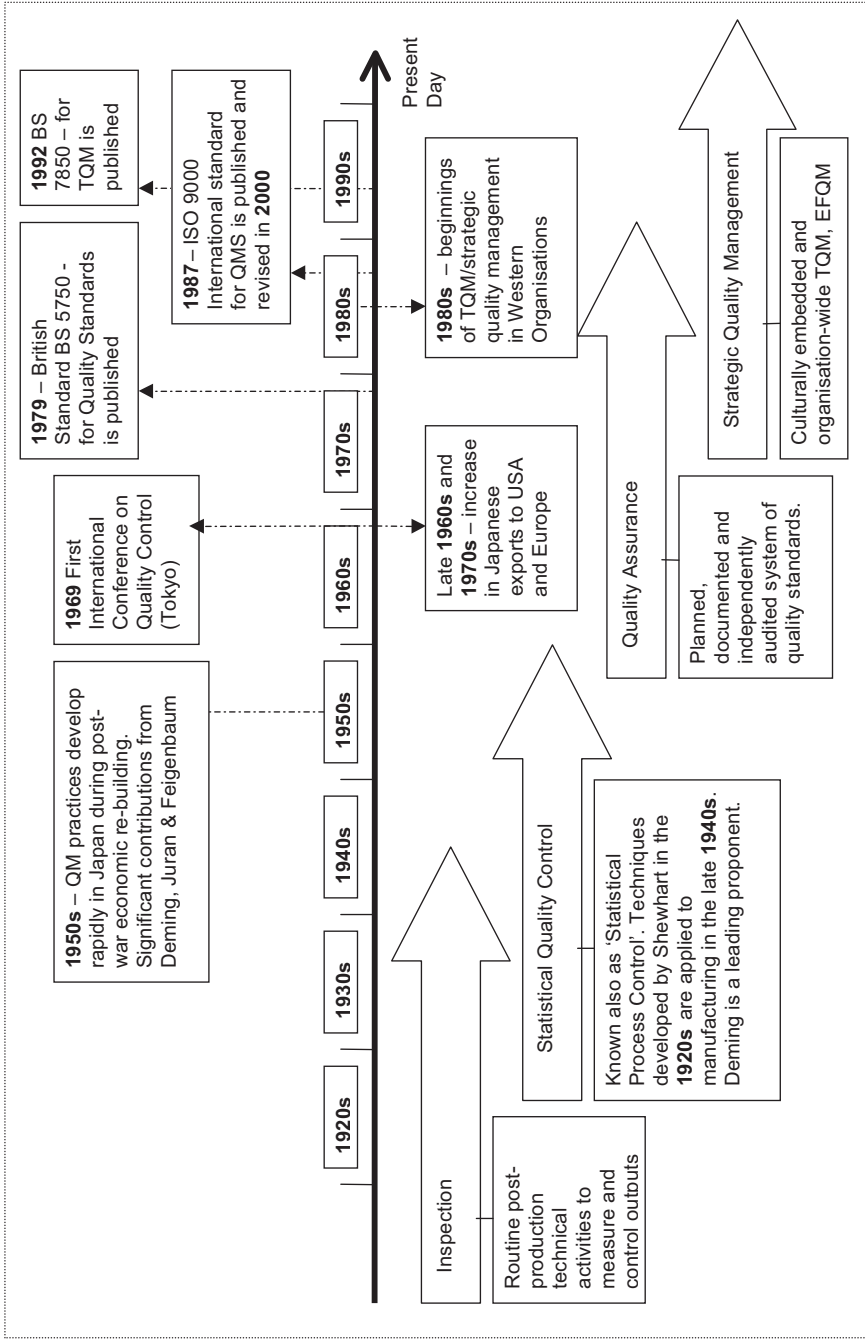 1950s – QM practices develop
rapidly in Japan during post-
war economic re-building.
Significant contributions from
Deming, Juran & Feigenbaum
1969 First
International
Conference on
Quality Control
(Tokyo)
1979 – British
Standard BS 5750 -
for Quality Standards
is published
1987 – ISO 9000
International standard
for QMS is published and
revised in 2000
1992 BS
7850 – for
TQM is
published
1920s
1930s
1940s
1950s
1960s
1970s
1980s
1990s
Present
Day
Late 1960s and
1970s – increase
in Japanese
exports to USA
and Europe
1980s – beginnings
of TQM/strategic
quality management
in Western
Organisations
Inspection
Routine post-
production
technical
activities to
measure and
control outputs
Statistical Quality Control
Known also as ‘Statistical
Process Control’. Techniques
developed by Shewhart in the
1920s are applied to
manufacturing in the late 1940s.
Deming is a leading proponent.
Quality Assurance
Planned,
documented and
independently
audited system of
quality standards.
Strategic Quality Management
Culturally embedded and
organisation-wide TQM, EFQM